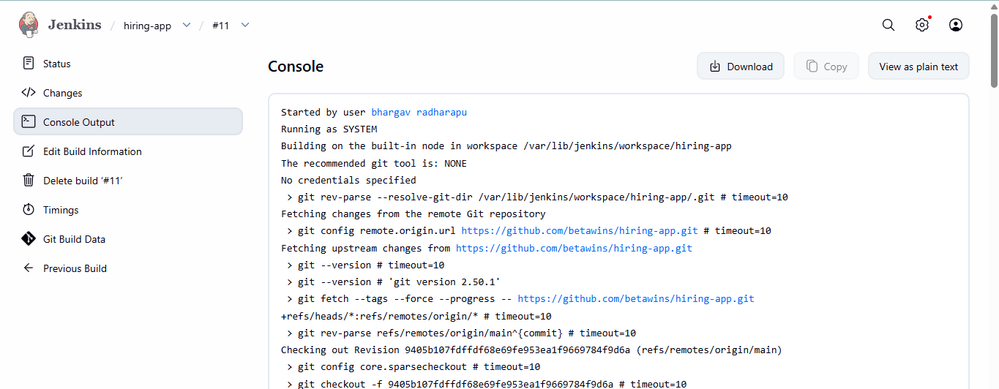 Jenkins / hiring-app / #11
Status
Changes
Console Output
Edit Build Information
Delete build ‘#11’
Timings
Git Build Data
Previous Build
Console
Download
Copy
View as plain text
Started by user bhargav radharapu
Running as SYSTEM
Building on the built-in node in workspace /var/lib/jenkins/workspace/hiring-app
The recommended git tool is: NONE
No credentials specified
> git rev-parse --resolve-git-dir /var/lib/jenkins/workspace/hiring-app/.git # timeout=10
Fetching changes from the remote Git repository
> git config remote.origin.url https://github.com/betawins/hiring-app.git # timeout=10
Fetching upstream changes from https://github.com/betawins/hiring-app.git
> git --version # timeout=10
> git --version # 'git version 2.50.1'
> git fetch --tags --force --progress -- https://github.com/betawins/hiring-app.git
+refs/heads/*:refs/remotes/origin/* # timeout=10
> git rev-parse refs/remotes/origin/main^{commit} # timeout=10
Checking out Revision 9405b107fdffdf68e69fe953ea1f9669784f9d6a (refs/remotes/origin/main)
> git config core.sparsecheckout # timeout=10
> git checkout -f 9405b107fdffdf68e69fe953ea1f9669784f9d6a # timeout=10